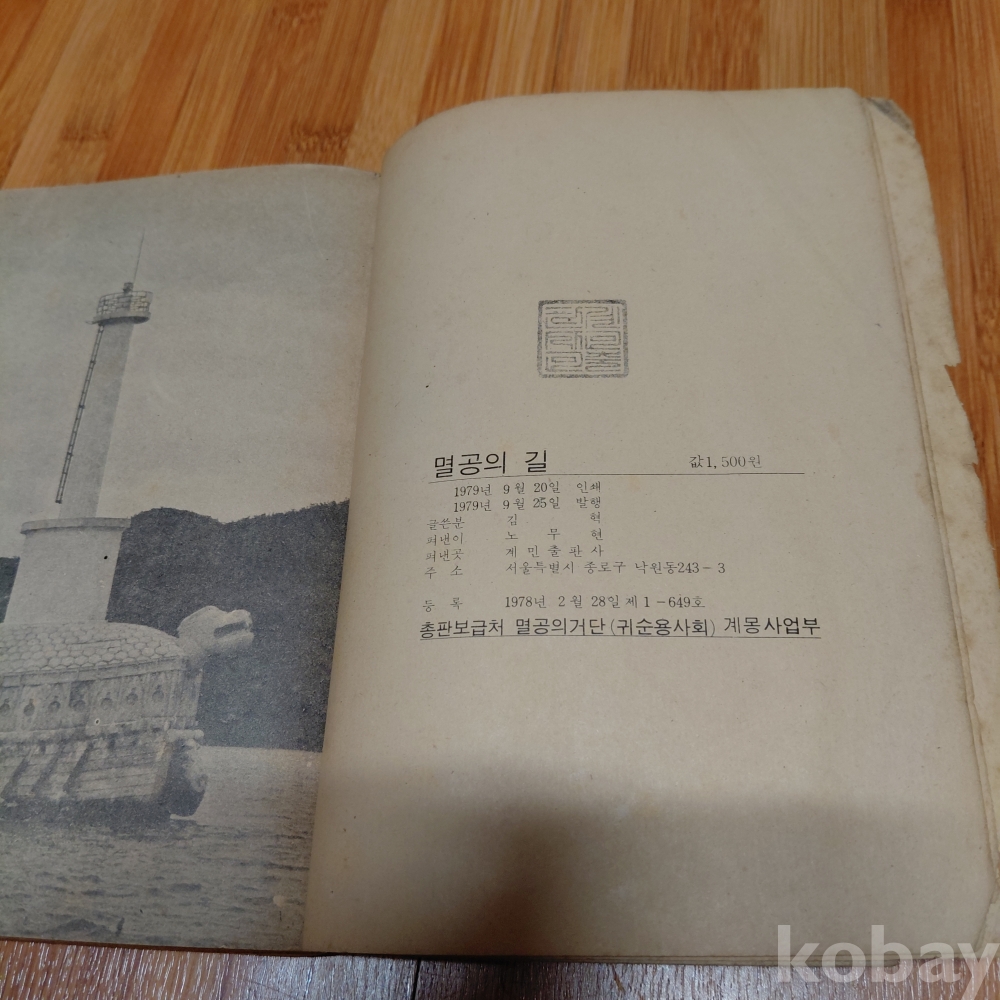 멸공의 길 값 1,500원
1979년 9월 20일 인쇄
1979년 9월 25일 발행
글쓴분 김 혁
펴낸이 노 무 현
펴낸곳 계민출판사
주 소 서울특별시 종로구 낙원동243-3
등 록 1978년 2월 28일 제1-649호
총판보급처 멸공의거단(귀순용사회) 계몽사업부
kobay